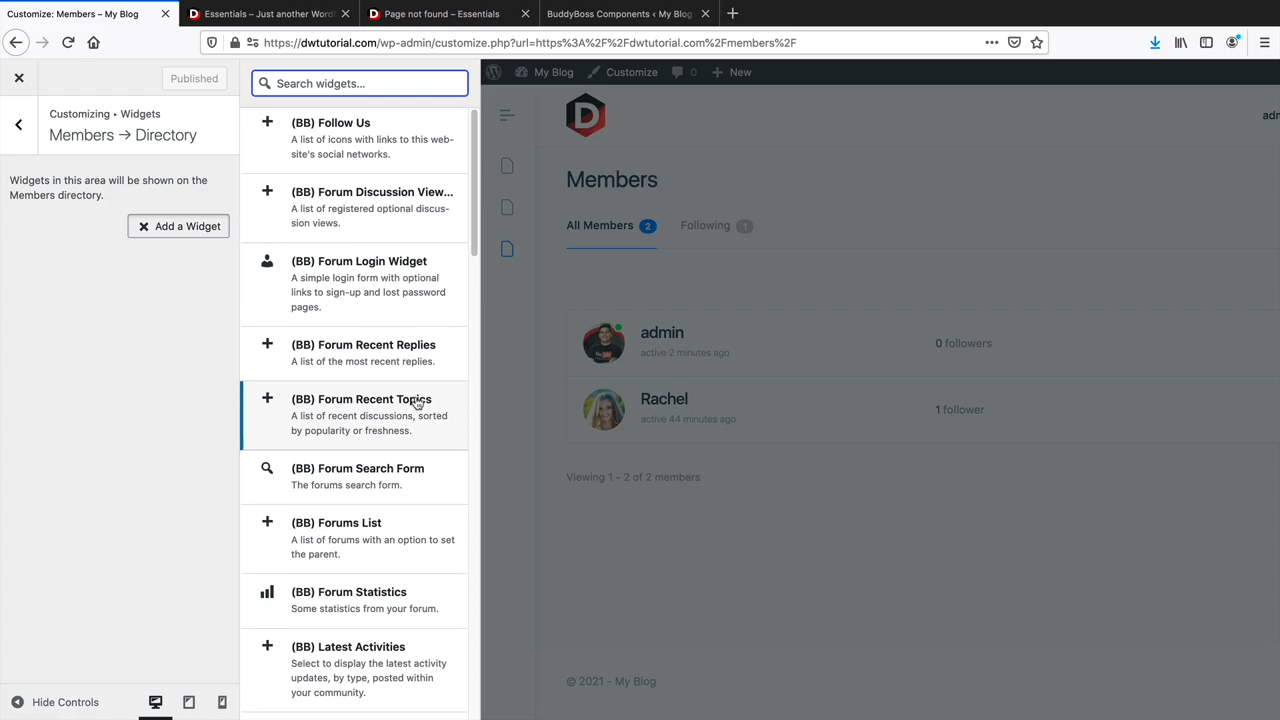 Customize: Members – My Blog
Essentials – Just another Word
Page not found – Essentials
BuddyBoss Components ‹ My Blog
https://dwtutorial.com/wp-admin/customize.php?url=https%3A%2F%2Fdwtutorial.com%2Fmembers%2F
Published
Customizing ▸ Widgets
Members → Directory
Widgets in this area will be shown on the
Members directory.
Add a Widget
Hide Controls
Search widgets...
(BB) Follow Us
A list of icons with links to this web-
site's social networks.
(BB) Forum Discussion View...
A list of registered optional discus-
sion views.
(BB) Forum Login Widget
A simple login form with optional
links to sign-up and lost password
pages.
(BB) Forum Recent Replies
A list of the most recent replies.
(BB) Forum Recent Topics
A list of recent discussions, sorted
by popularity or freshness.
(BB) Forum Search Form
The forums search form.
(BB) Forums List
A list of forums with an option to set
the parent.
(BB) Forum Statistics
Some statistics from your forum.
(BB) Latest Activities
Select to display the latest activity
updates, by type, posted within
your community.
My Blog
Customize
0
New
D
adm
Members
All Members 2
Following 1
admin
active 2 minutes ago
0 followers
Rachel
active 44 minutes ago
1 follower
Viewing 1 - 2 of 2 members
© 2021 - My Blog